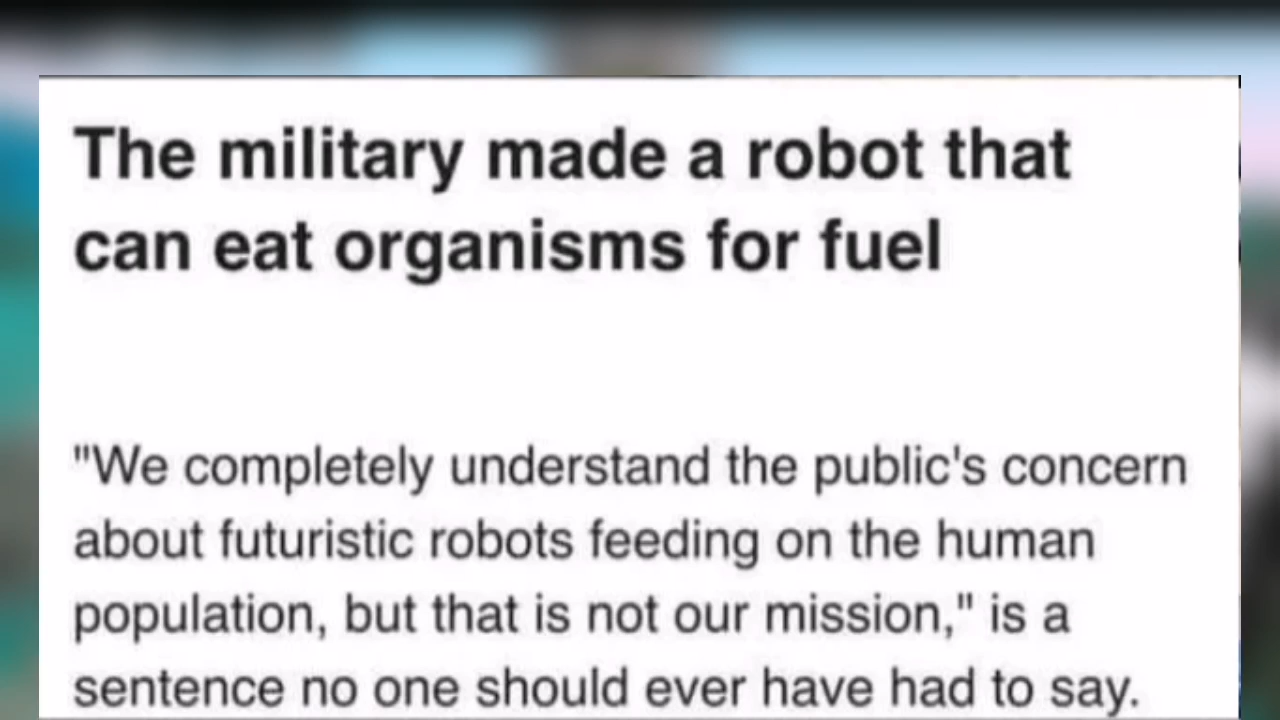 The military made a robot that
can eat organisms for fuel
"We completely understand the public's concern
about futuristic robots feeding on the human
population, but that is not our mission," is a
sentence no one should ever have had to say.